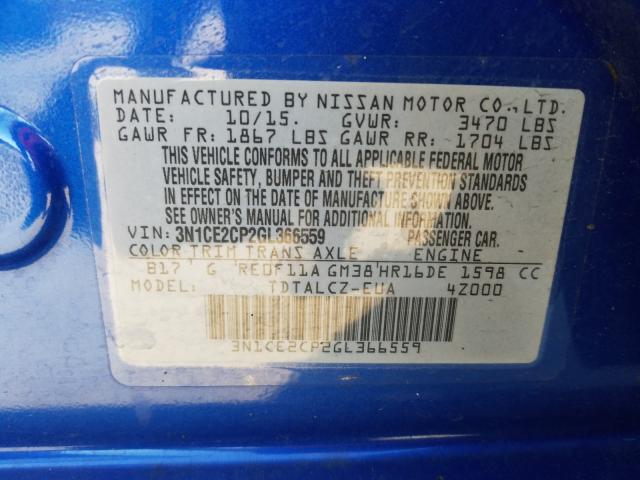 MANUFACTURED BY NISSAN MOTOR CO., LTD.
DATE: 10/15. GVWR: 3470 LBS
GAWR FR: 1867 LBS GAWR RR: 1704 LBS
THIS VEHICLE CONFORMS TO ALL APPLICABLE FEDERAL MOTOR
VEHICLE SAFETY, BUMPER AND THEFT PREVENTION STANDARDS
IN EFFECT ON THE DATE OF MANUFACTURE SHOWN ABOVE.
SEE OWNER'S MANUAL FOR ADDITIONAL INFORMATION
VIN: 3N1CE2CP2GL366559 PASSENGER CAR.
COLOR TRIM TRANS AXLE ENGINE
B17' G 'RE0F11A GM38'HR16DE 1598 CC
MODEL: TDTALCZ-EUA 4Z000
3N1CE2CP2GL366559